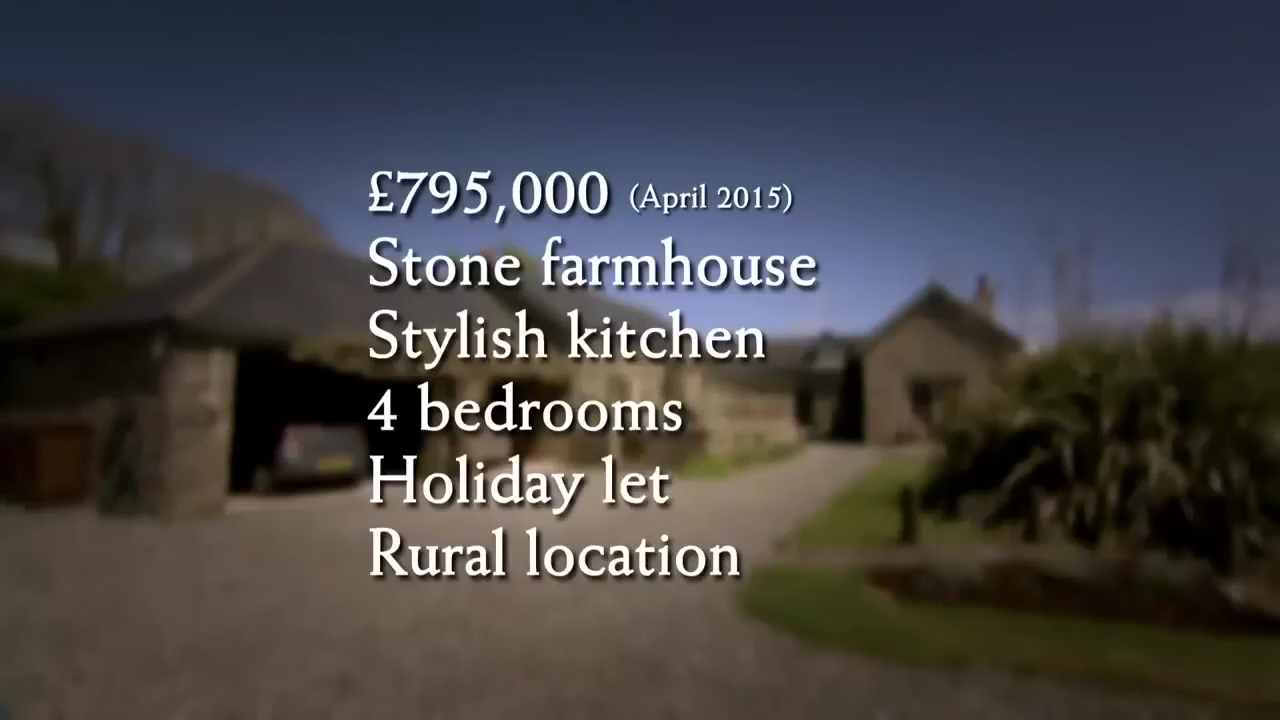 £795,000 (April 2015)
Stone farmhouse
Stylish kitchen
4 bedrooms
Holiday let
Rural location